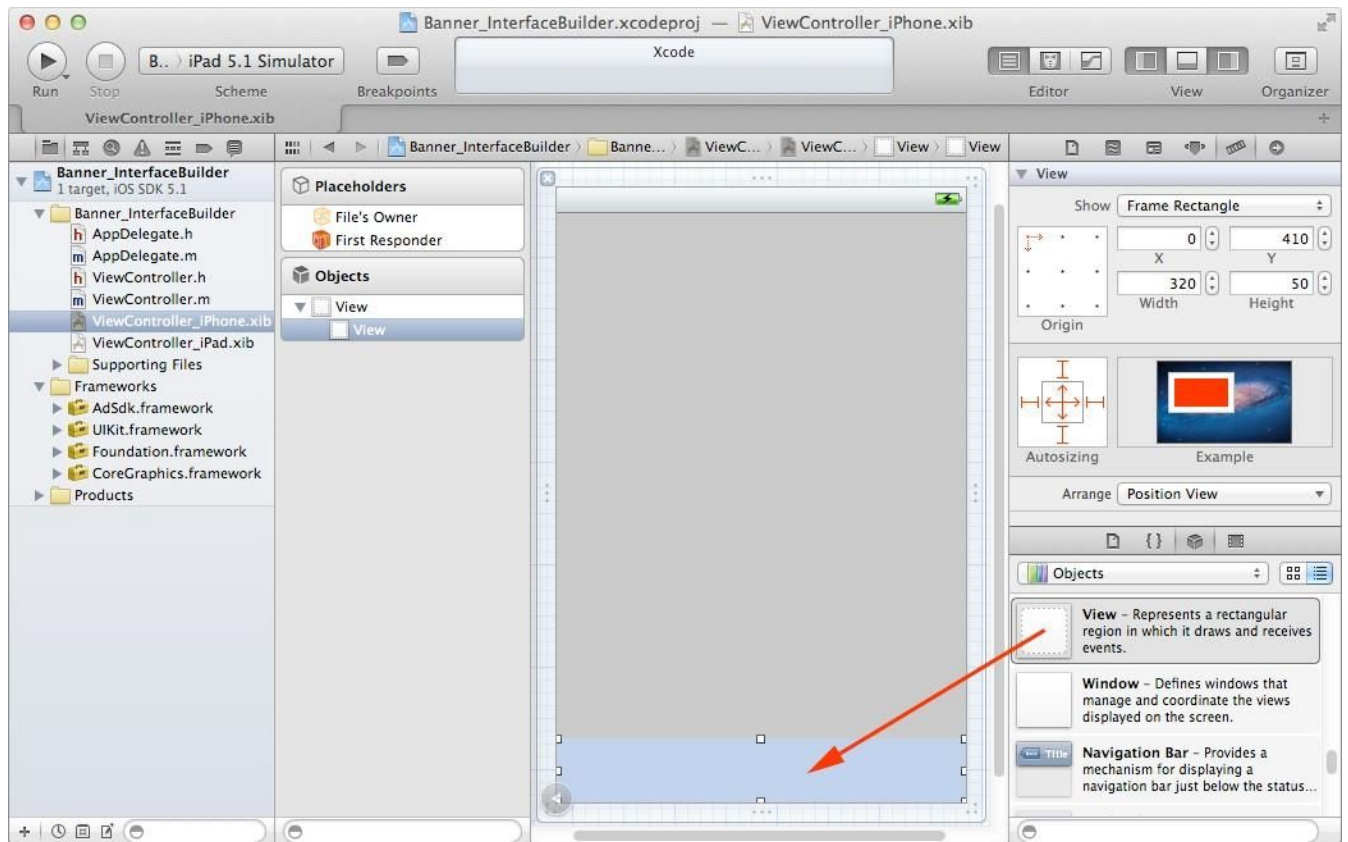 Banner_InterfaceBuilder.xcodeproj — ViewController_iPhone.xib
B.. › iPad 5.1 Simulator
Xcode
Run Stop Scheme Breakpoints Editor View Organizer
ViewController_iPhone.xib
Banner_InterfaceBuilder › Banne... › ViewC... › ViewC... › View › View
Banner_InterfaceBuilder
1 target, iOS SDK 5.1
Banner_InterfaceBuilder
AppDelegate.h
AppDelegate.m
ViewController.h
ViewController.m
ViewController_iPhone.xib
ViewController_iPad.xib
Supporting Files
Frameworks
AdSdk.framework
UIKit.framework
Foundation.framework
CoreGraphics.framework
Products
Placeholders
File's Owner
First Responder
Objects
View
View
View
Show Frame Rectangle
0 410
X Y
320 50
Width Height
Origin
Autosizing Example
Arrange Position View
Objects
View – Represents a rectangular
region in which it draws and receives
events.
Window – Defines windows that
manage and coordinate the views
displayed on the screen.
Title
Navigation Bar – Provides a
mechanism for displaying a
navigation bar just below the status...